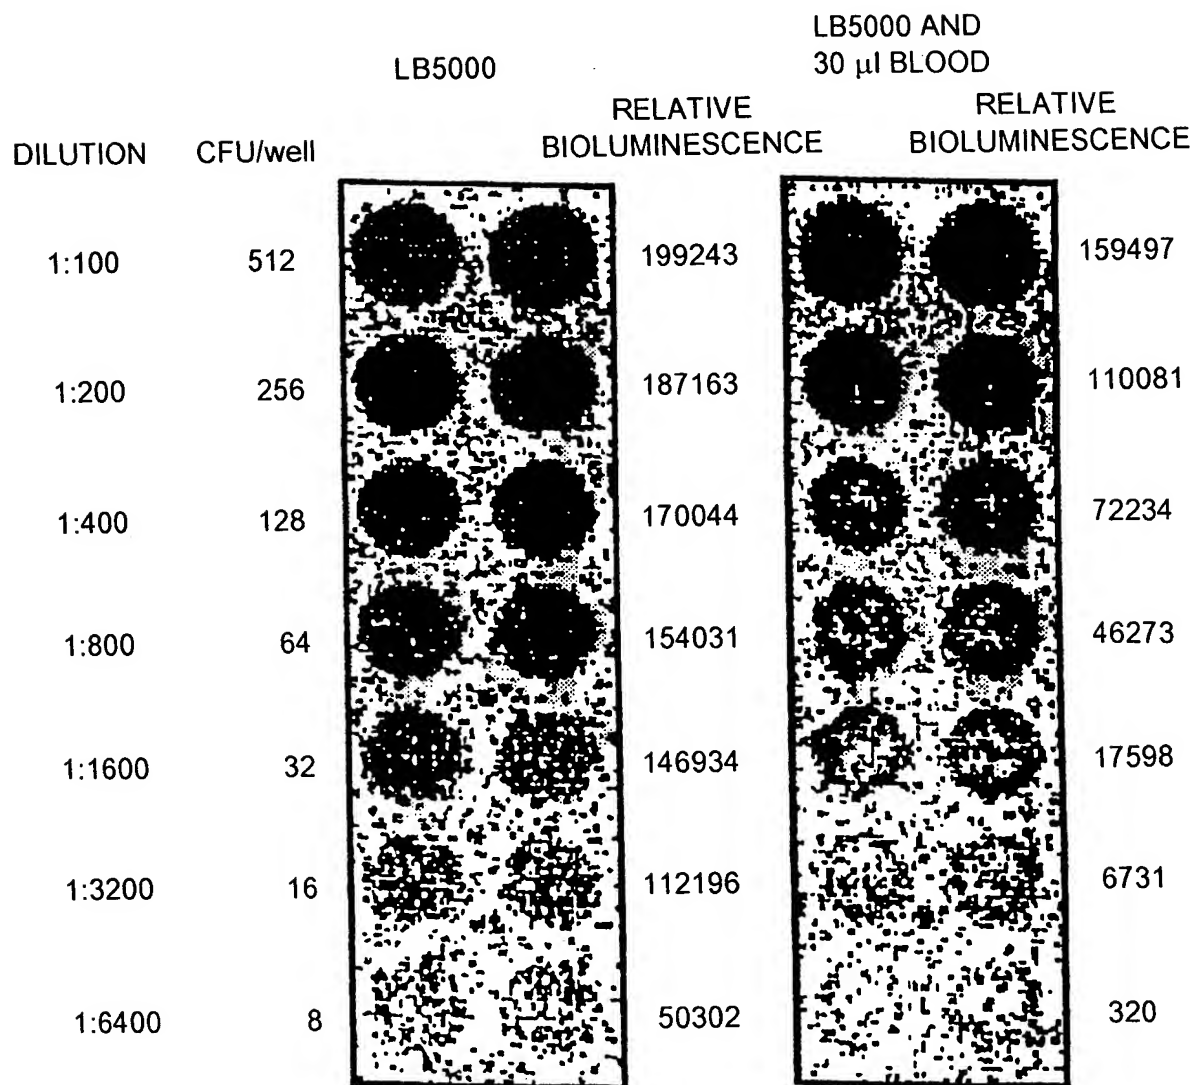 LB5000
LB5000 AND
30 µl BLOOD
DILUTION CFU/well RELATIVE BIOLUMINESCENCE RELATIVE BIOLUMINESCENCE
1:100 512 199243 159497
1:200 256 187163 110081
1:400 128 170044 72234
1:800 64 154031 46273
1:1600 32 146934 17598
1:3200 16 112196 6731
1:6400 8 50302 320